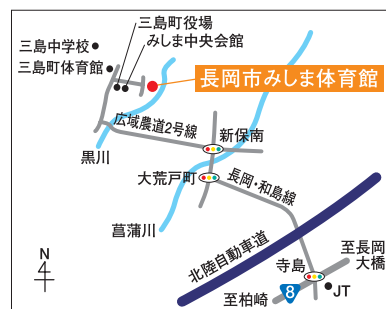 三島町役場
みしま中央会館
三島中学校
三島町体育館
長岡市みしま体育館
広域農道2号線
新保南
黒川
大荒戸町
長岡・和島線
菖蒲川
北陸自動車道
至長岡
大橋
寺島
N
8
JT
至柏崎